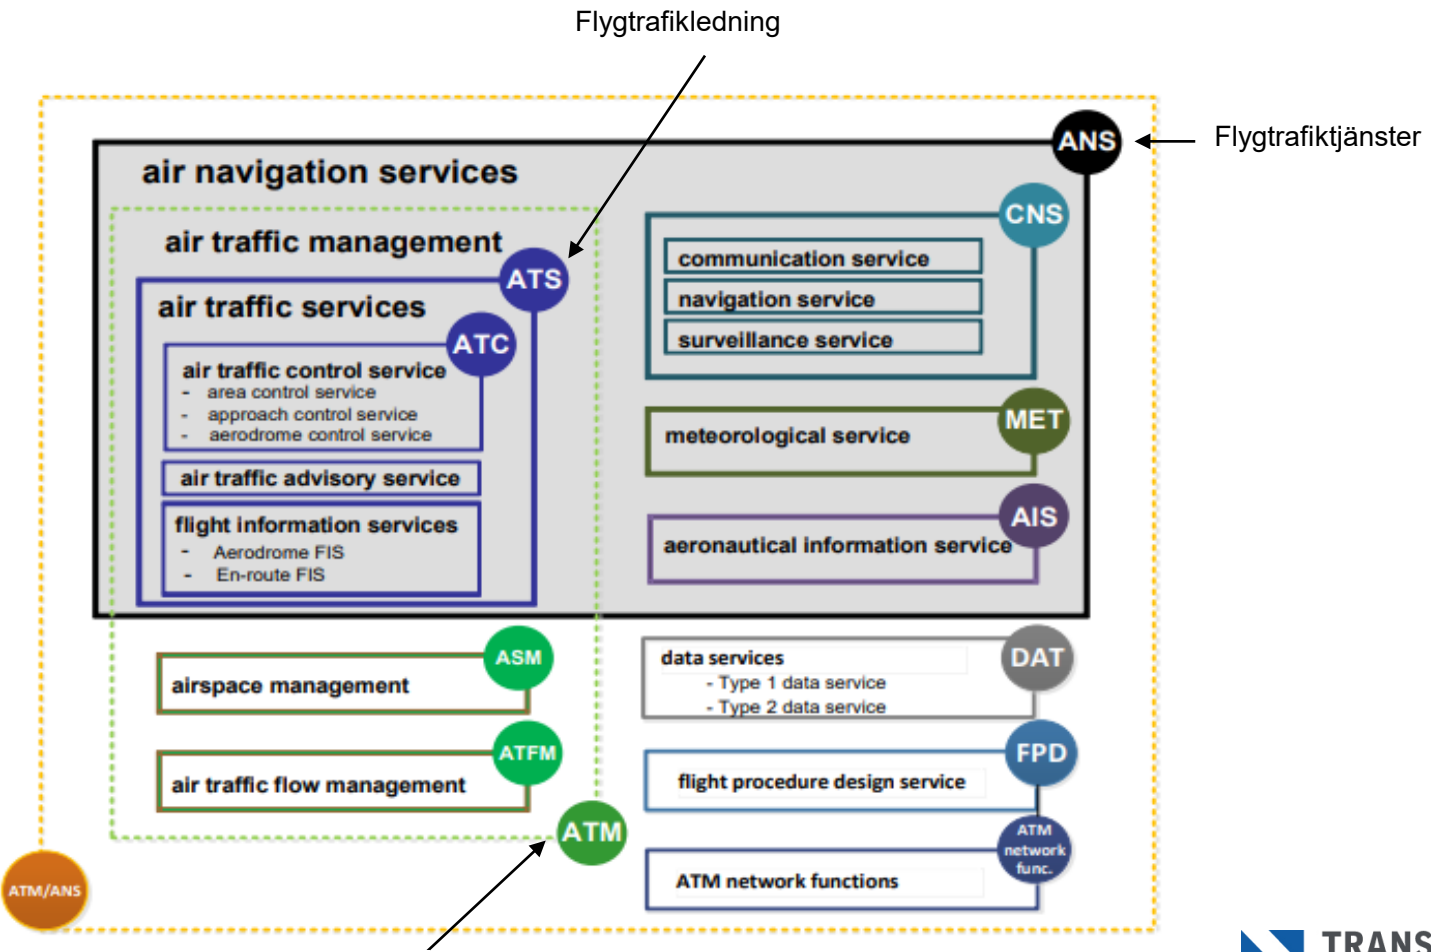 Flygtrafikledning
ANS
Flygtrafiktjänster
air navigation services
air traffic management
ATS
air traffic services
ATC
air traffic control service
- area control service
- approach control service
- aerodrome control service
air traffic advisory service
flight information services
- Aerodrome FIS
- En-route FIS
CNS
communication service
navigation service
surveillance service
MET
meteorological service
AIS
aeronautical information service
ASM
airspace management
ATFM
air traffic flow management
ATM
DAT
data services
- Type 1 data service
- Type 2 data service
FPD
flight procedure design service
ATM
network
func.
ATM network functions
ATM/ANS
TRANS